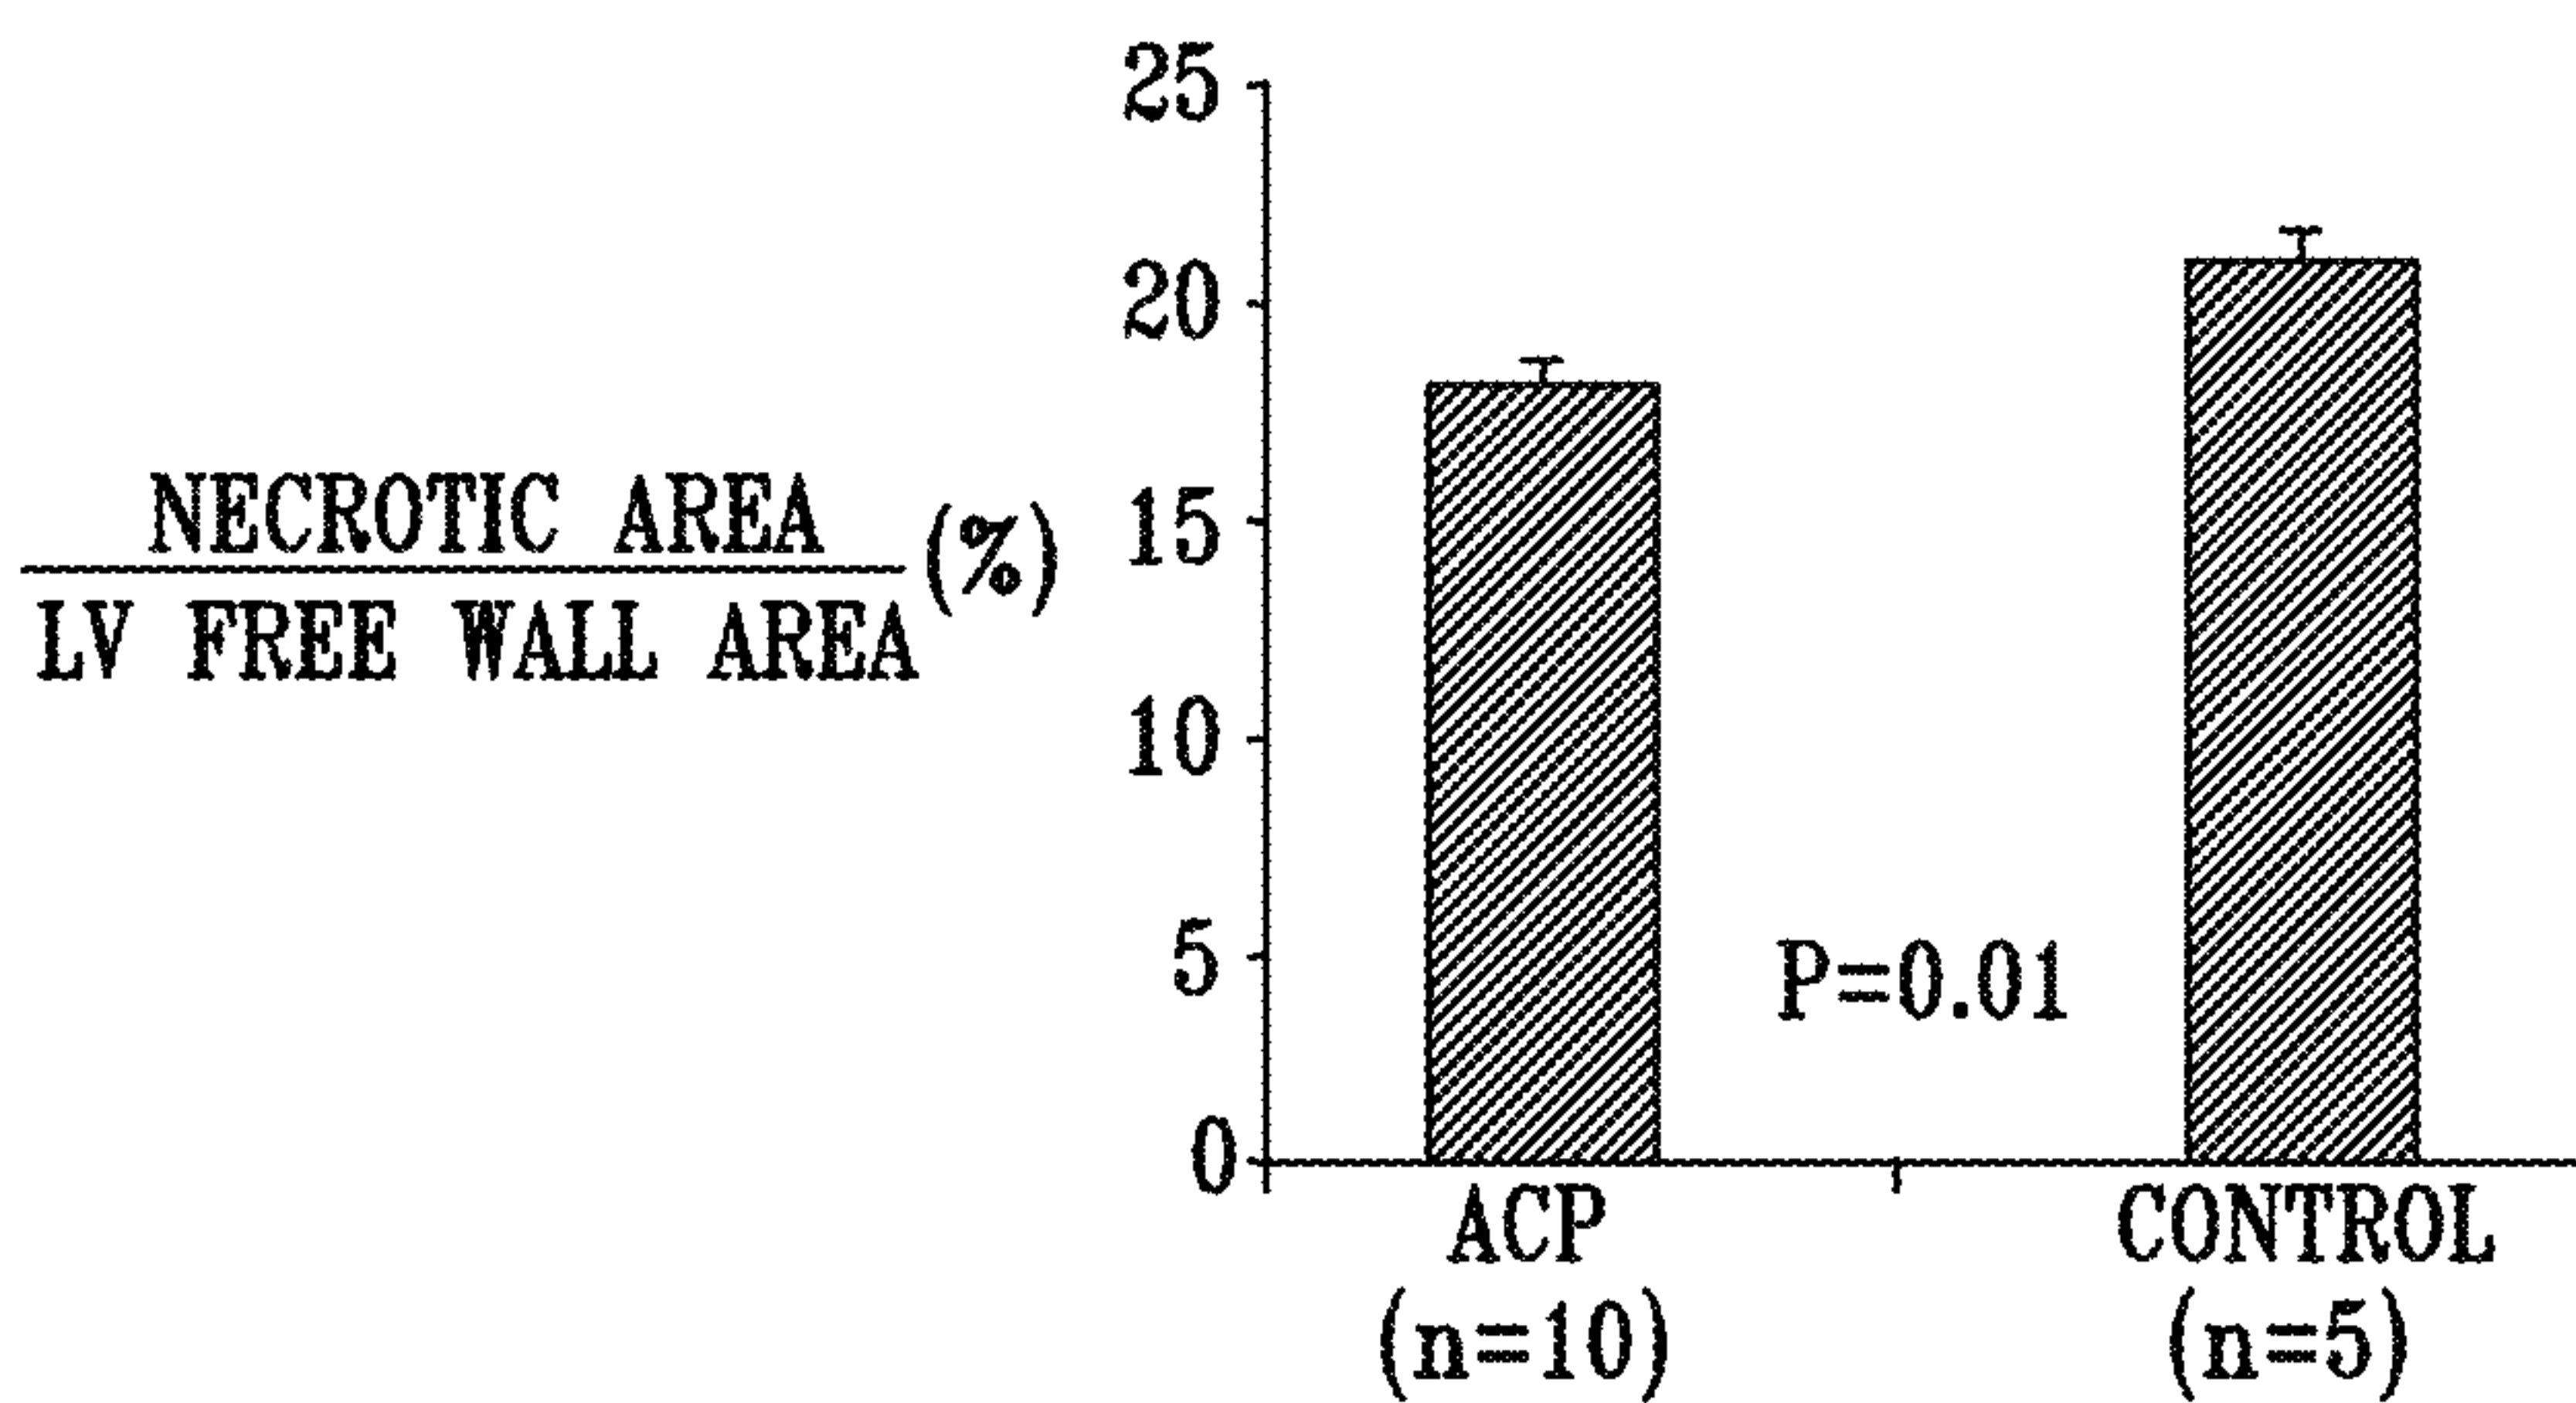 NECROTIC AREA
LV FREE WALL AREA
(%)
25
20
15
10
5
0
P=0.01
ACP
(n=10)
CONTROL
(n=5)